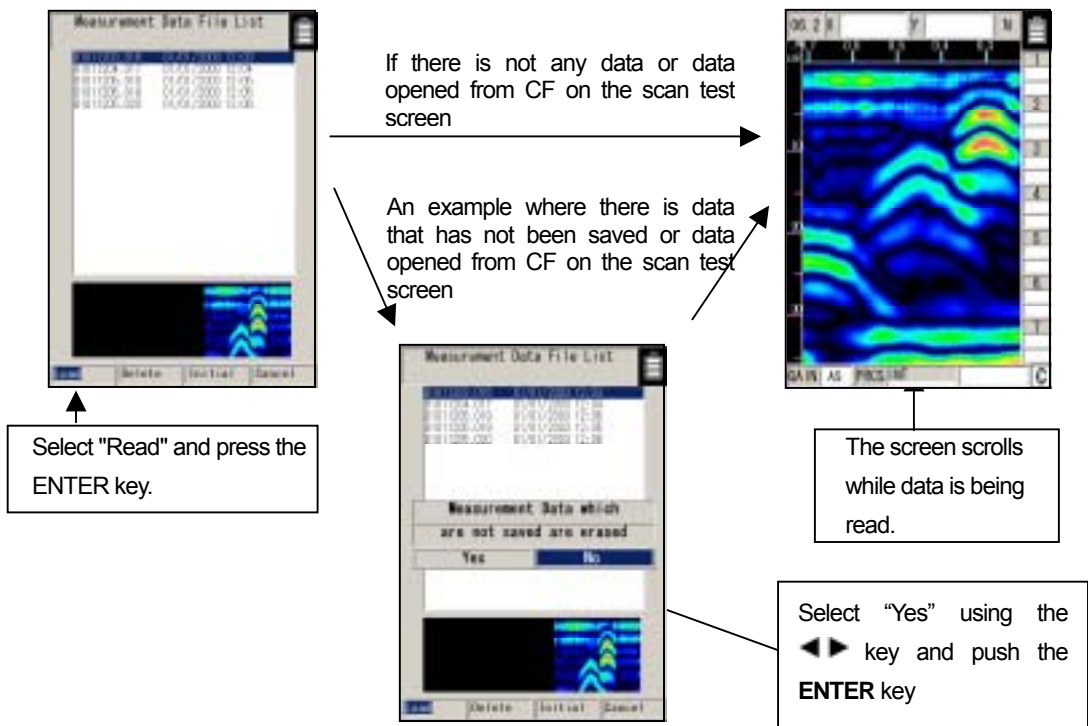 Measurement Data File List
Delete
Initial
Cancel
Select "Read" and press the
ENTER key.
If there is not any data or data
opened from CF on the scan test
screen
An example where there is data
that has not been saved or data
opened from CF on the scan test
screen
Measurement Data File List
Measurement Data which
are not saved are erased
Yes
No
Delete
Initial
Cancel
X
Y
N
1
2
3
4
5
6
7
GAIN
AG
C
The screen scrolls
while data is being
read.
Select “Yes” using the
◀▶ key and push the
ENTER key